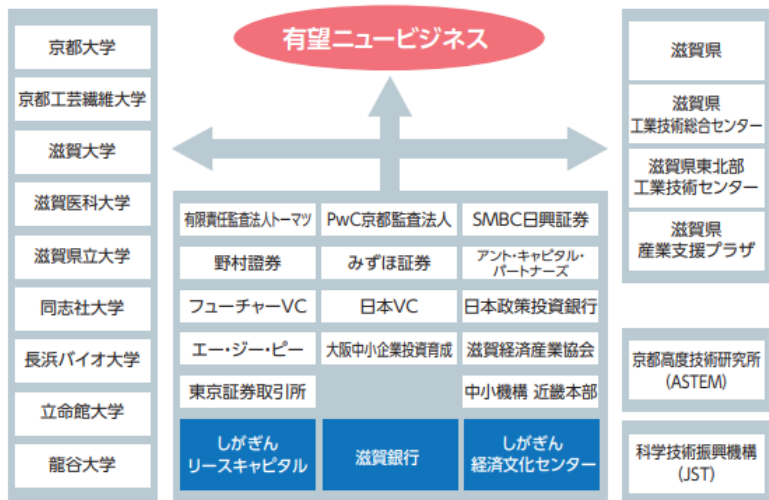 有望ニュービジネス
京都大学
京都工芸繊維大学
滋賀大学
滋賀医科大学
滋賀県立大学
同志社大学
長浜バイオ大学
立命館大学
龍谷大学
有限責任監査法人トーマツ
PwC京都監査法人
SMBC日興証券
野村證券
みずほ証券
アント・キャピタル・
パートナーズ
フューチャーVC
日本VC
日本政策投資銀行
エー・ジー・ピー
大阪中小企業投資育成
滋賀経済産業協会
東京証券取引所
中小機構 近畿本部
しがぎん
リースキャピタル
滋賀銀行
しがぎん
経済文化センター
滋賀県
滋賀県
工業技術総合センター
滋賀県東北部
工業技術センター
滋賀県
産業支援プラザ
京都高度技術研究所
(ASTEM)
科学技術振興機構
(JST)